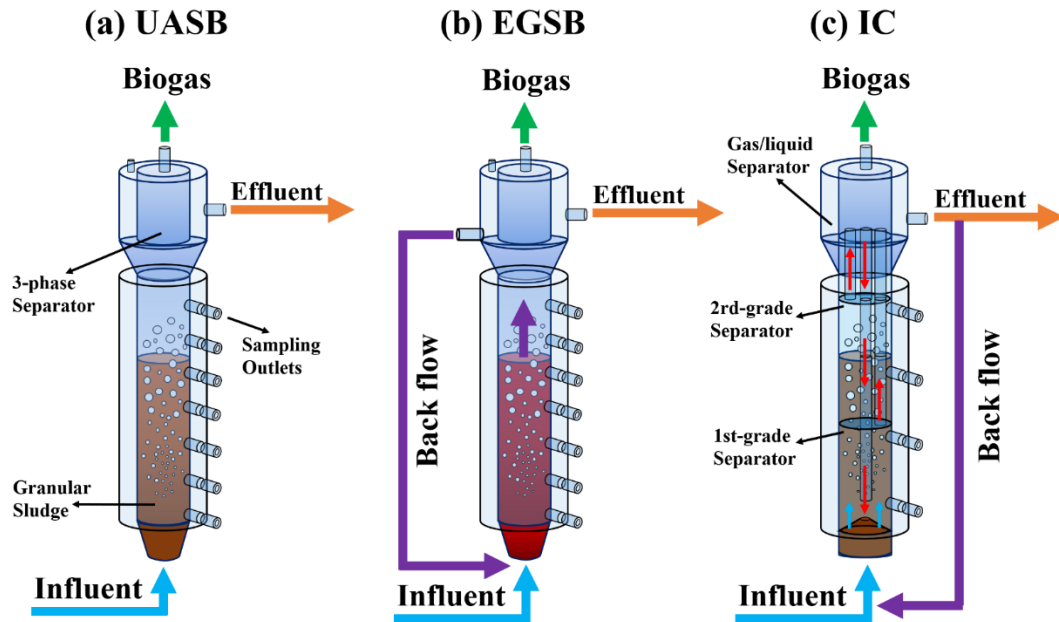 (a) UASB
Biogas
Effluent
3-phase
Separator
Sampling
Outlets
Granular
Sludge
Influent
(b) EGSB
Biogas
Effluent
Back flow
Influent
(c) IC
Biogas
Gas/liquid
Separator
Effluent
2rd-grade
Separator
1st-grade
Separator
Back flow
Influent